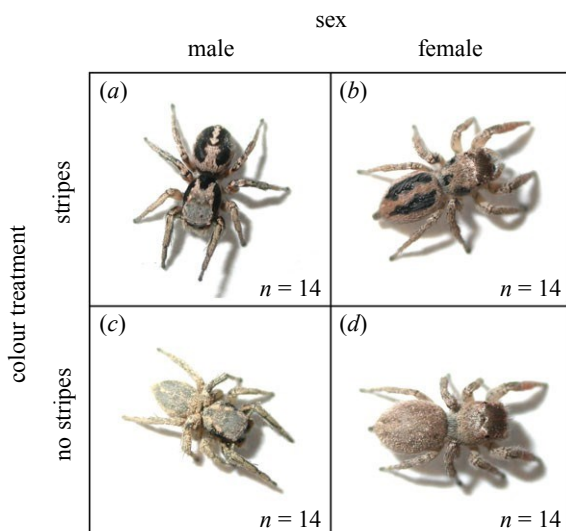 sex
male female
colour treatment
stripes
(a)
n = 14
(b)
n = 14
no stripes
(c)
n = 14
(d)
n = 14